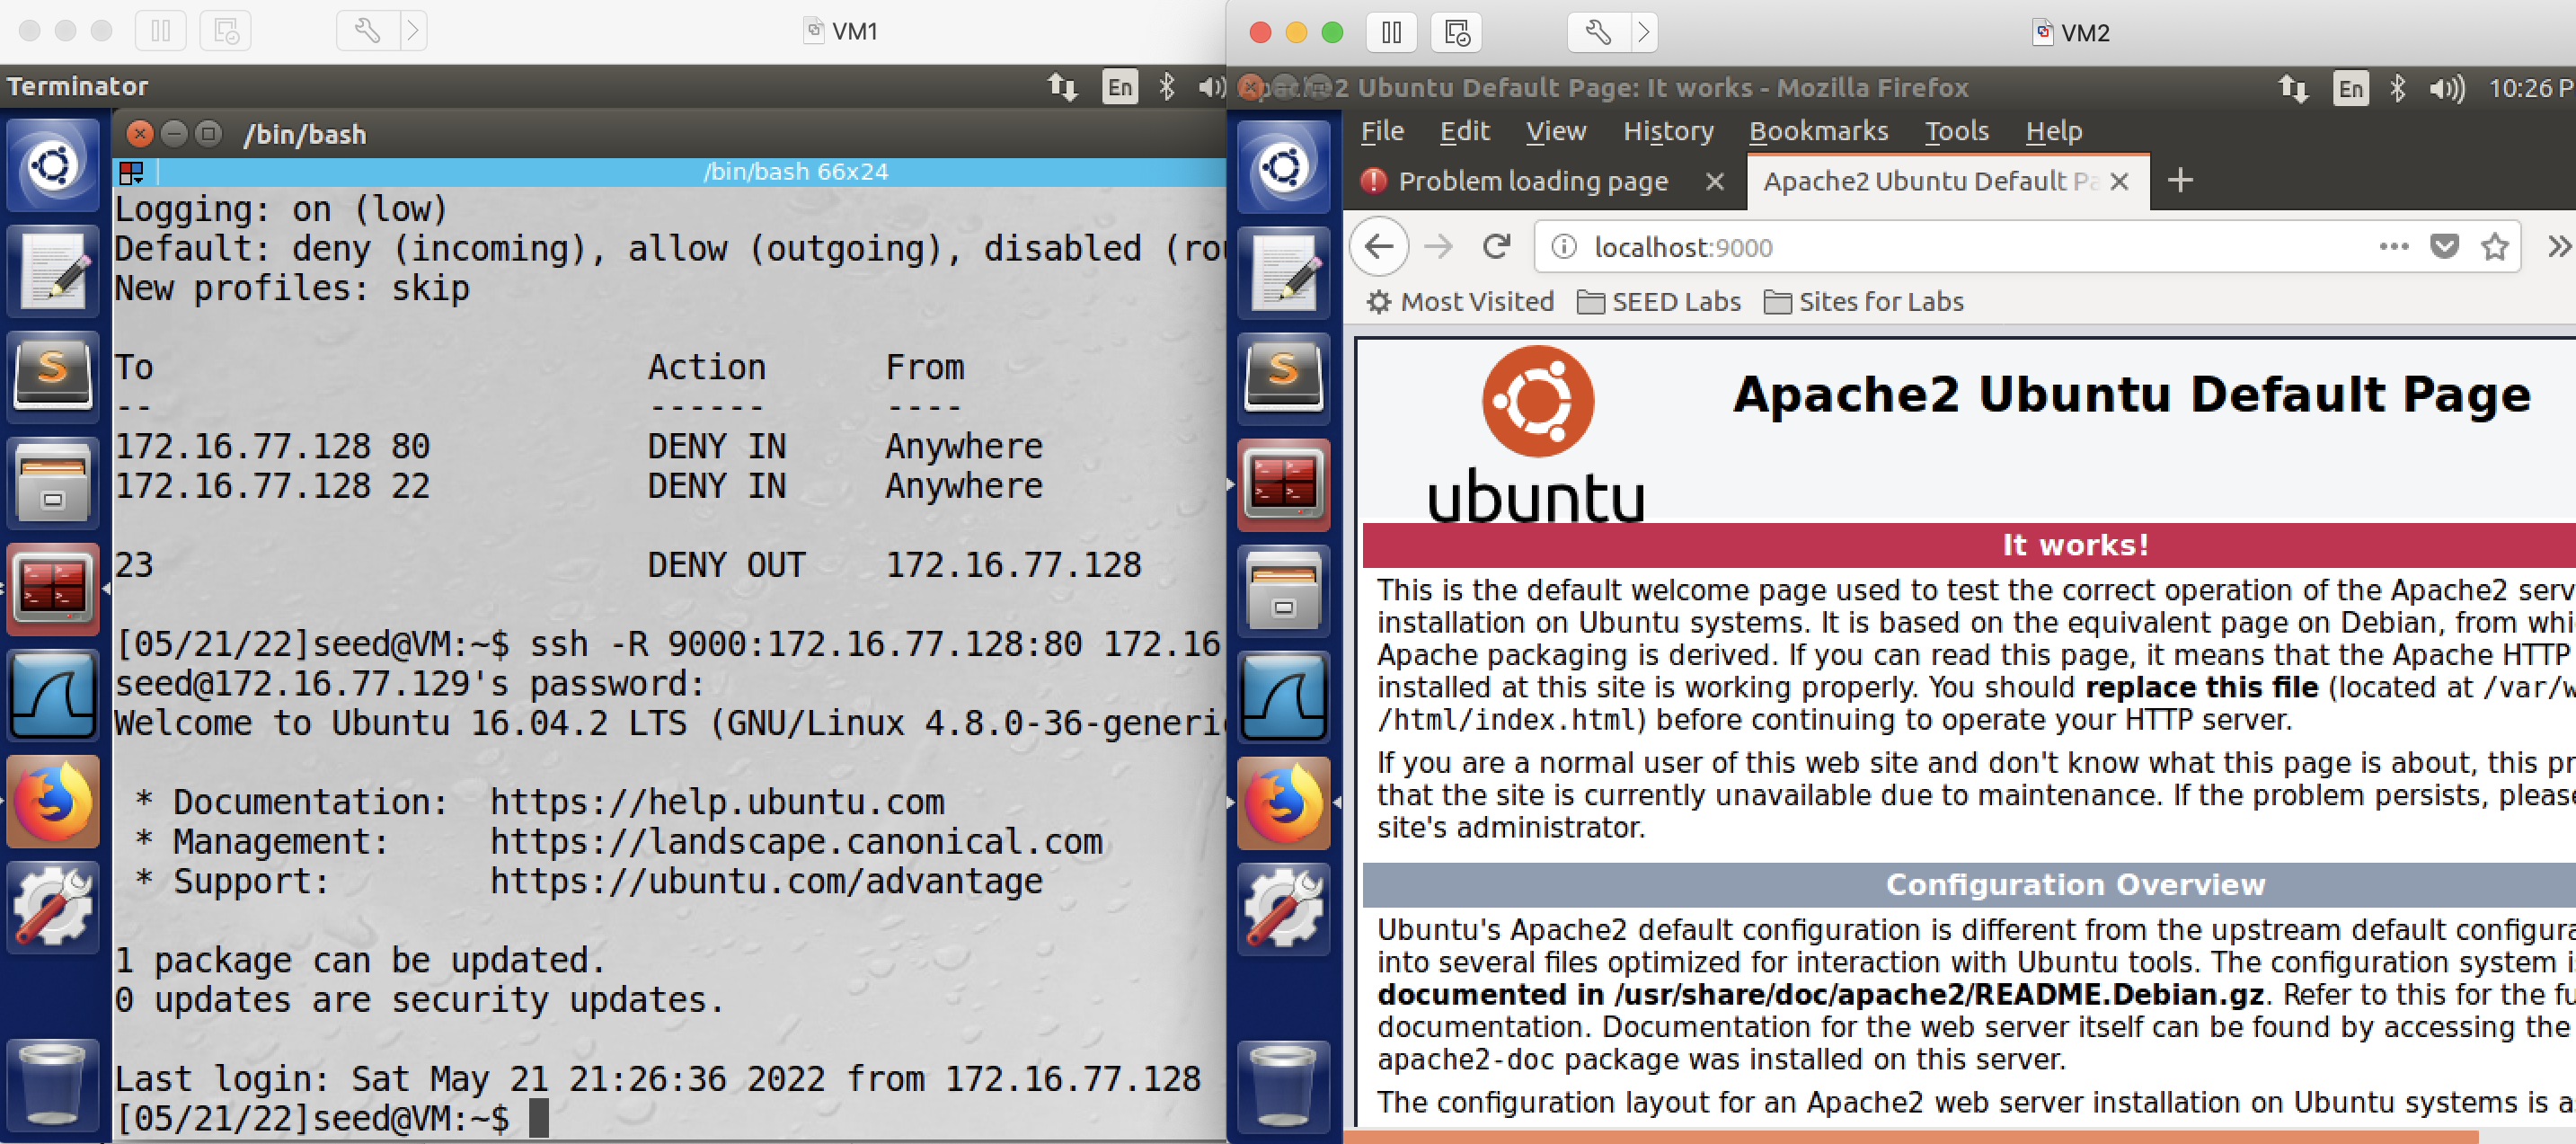 VM1
Terminator
En
/bin/bash
/bin/bash 66x24
Logging: on (low)
Default: deny (incoming), allow (outgoing), disabled (rou
New profiles: skip
To Action From
-- ------ ----
172.16.77.128 80 DENY IN Anywhere
172.16.77.128 22 DENY IN Anywhere
23 DENY OUT 172.16.77.128
[05/21/22]seed@VM:~$ ssh -R 9000:172.16.77.128:80 172.16
seed@172.16.77.129's password:
Welcome to Ubuntu 16.04.2 LTS (GNU/Linux 4.8.0-36-generic
* Documentation: https://help.ubuntu.com
* Management: https://landscape.canonical.com
* Support: https://ubuntu.com/advantage
1 package can be updated.
0 updates are security updates.
Last login: Sat May 21 21:26:36 2022 from 172.16.77.128
[05/21/22]seed@VM:~$
VM2
Apache2 Ubuntu Default Page: It works - Mozilla Firefox
En
10:26 P
File Edit View History Bookmarks Tools Help
Problem loading page
Apache2 Ubuntu Default Pa
localhost:9000
Most Visited SEED Labs Sites for Labs
ubuntu
Apache2 Ubuntu Default Page
It works!
This is the default welcome page used to test the correct operation of the Apache2 serv
installation on Ubuntu systems. It is based on the equivalent page on Debian, from whi
Apache packaging is derived. If you can read this page, it means that the Apache HTTP
installed at this site is working properly. You should replace this file (located at /var/w
/html/index.html) before continuing to operate your HTTP server.
If you are a normal user of this web site and don't know what this page is about, this pr
that the site is currently unavailable due to maintenance. If the problem persists, please
site's administrator.
Configuration Overview
Ubuntu's Apache2 default configuration is different from the upstream default configura
into several files optimized for interaction with Ubuntu tools. The configuration system i
documented in /usr/share/doc/apache2/README.Debian.gz. Refer to this for the fu
documentation. Documentation for the web server itself can be found by accessing the
apache2-doc package was installed on this server.
The configuration layout for an Apache2 web server installation on Ubuntu systems is a